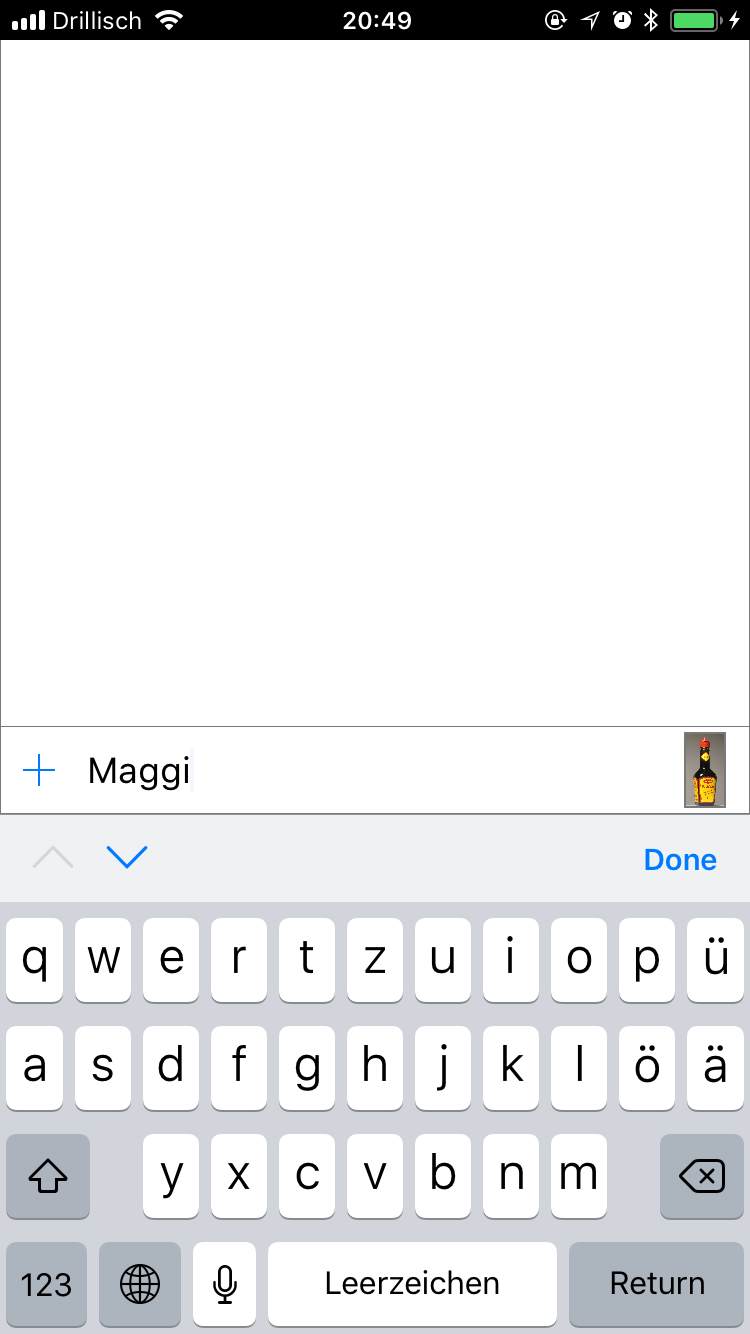 Drillisch 20:49
Maggi
Done
q w e r t z u i o p ü
a s d f g h j k l ö ä
y x c v b n m
123 Leerzeichen Return